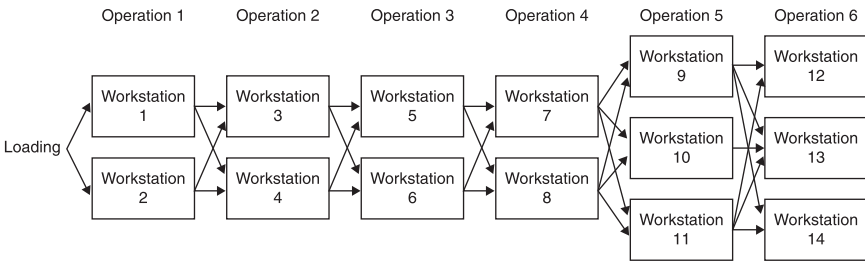 Operation 1
Operation 2
Operation 3
Operation 4
Operation 5
Operation 6
Loading
Workstation
1
Workstation
2
Workstation
3
Workstation
4
Workstation
5
Workstation
6
Workstation
7
Workstation
8
Workstation
9
Workstation
10
Workstation
11
Workstation
12
Workstation
13
Workstation
14